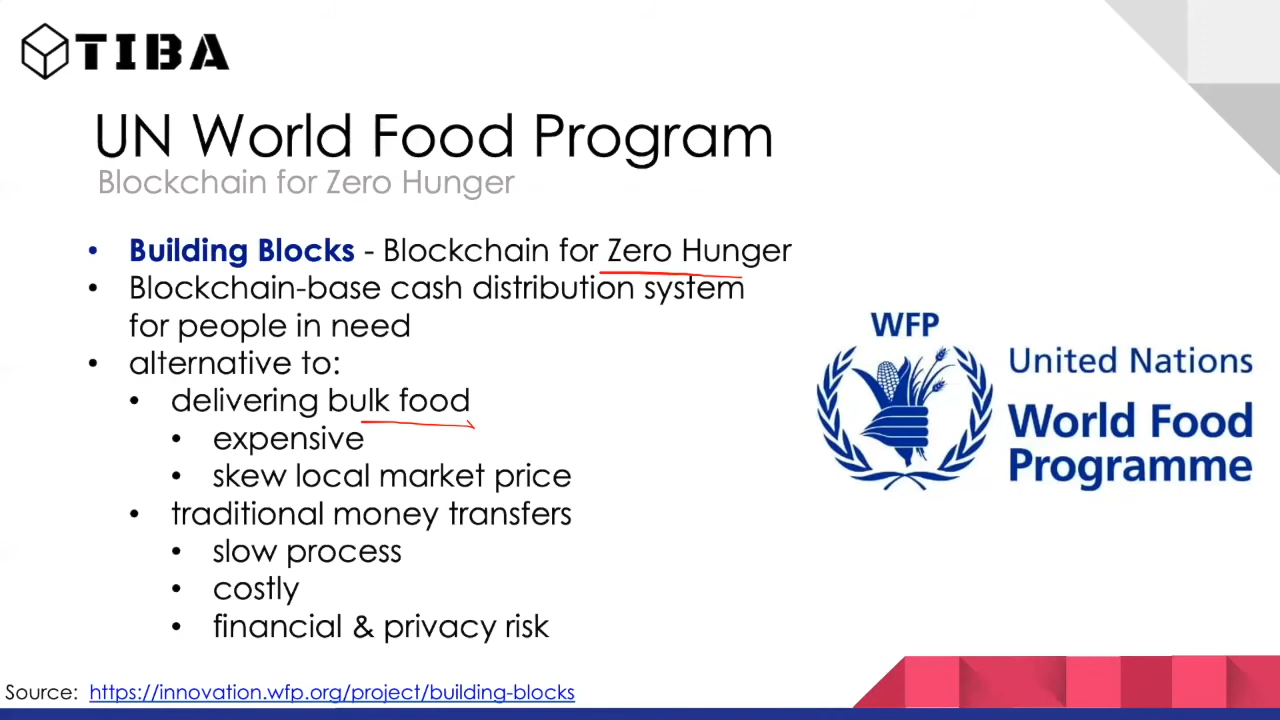 TIBA
UN World Food Program
Blockchain for Zero Hunger
• Building Blocks - Blockchain for Zero Hunger
• Blockchain-base cash distribution system
for people in need
• alternative to:
• delivering bulk food
• expensive
• skew local market price
• traditional money transfers
• slow process
• costly
• financial & privacy risk
WFP
United Nations
World Food
Programme
Source: https://innovation.wfp.org/project/building-blocks